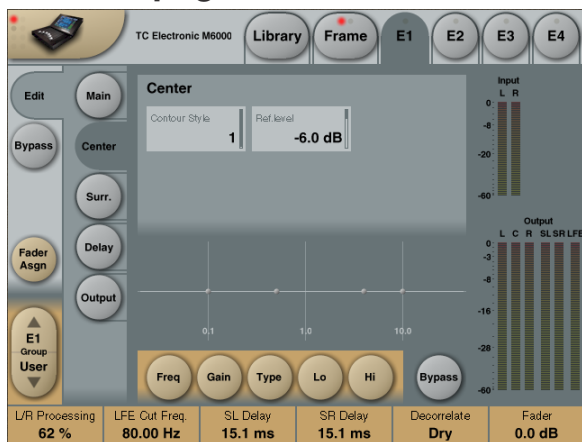 TC Electronic M6000
Library
Frame
E1
E2
E3
E4
Edit
Bypass
Fader
Asgn
E1
Group
User
Main
Center
Surr.
Delay
Output
Center
Contour Style
1
Ref.level
-6.0 dB
0.1
1.0
10.0
Freq
Gain
Type
Lo
Hi
Bypass
Input
L R
0
-8
-20
-60
Output
L C R SL SR LFE
0
-3
-8
-16
-28
-60
L/R Processing
62 %
LFE Cut Freq.
80.00 Hz
SL Delay
15.1 ms
SR Delay
15.1 ms
Decorrelate
Dry
Fader
0.0 dB